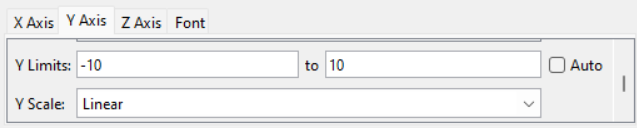 X Axis Y Axis Z Axis Font
Y Limits: -10 to 10 Auto
Y Scale: Linear